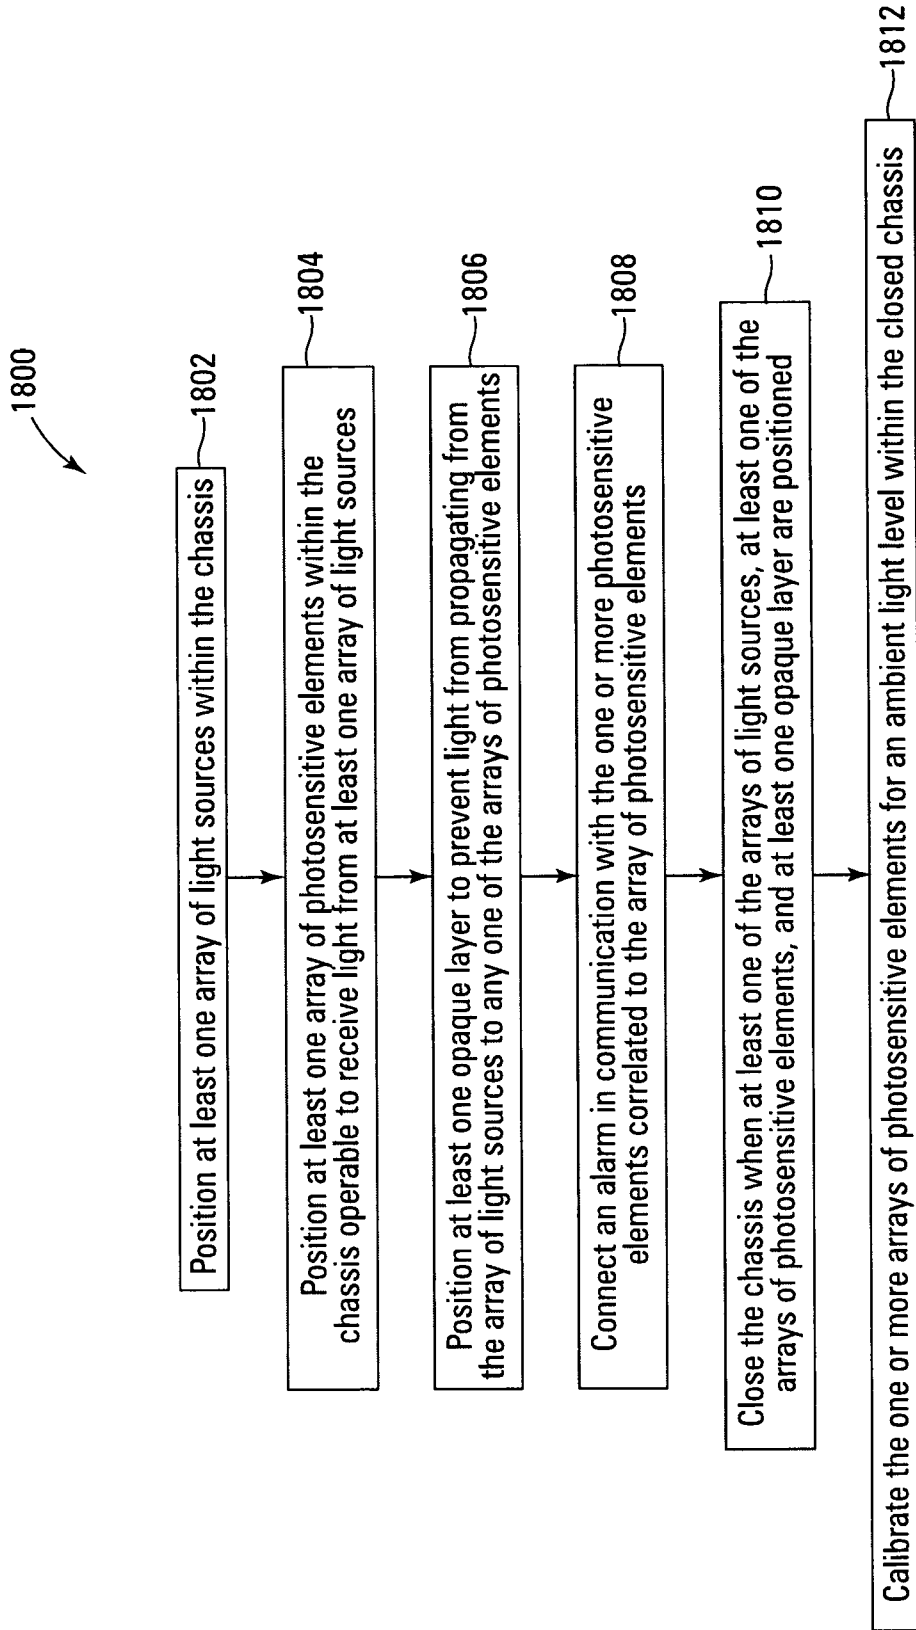 1800
Position at least one array of light sources within the chassis
1802
Position at least one array of photosensitive elements within the
chassis operable to receive light from at least one array of light sources
1804
Position at least one opaque layer to prevent light from propagating from
the array of light sources to any one of the arrays of photosensitive elements
1806
Connect an alarm in communication with the one or more photosensitive
elements correlated to the array of photosensitive elements
1808
Close the chassis when at least one of the arrays of light sources, at least one of the
arrays of photosensitive elements, and at least one opaque layer are positioned
1810
Calibrate the one or more arrays of photosensitive elements for an ambient light level within the closed chassis
1812